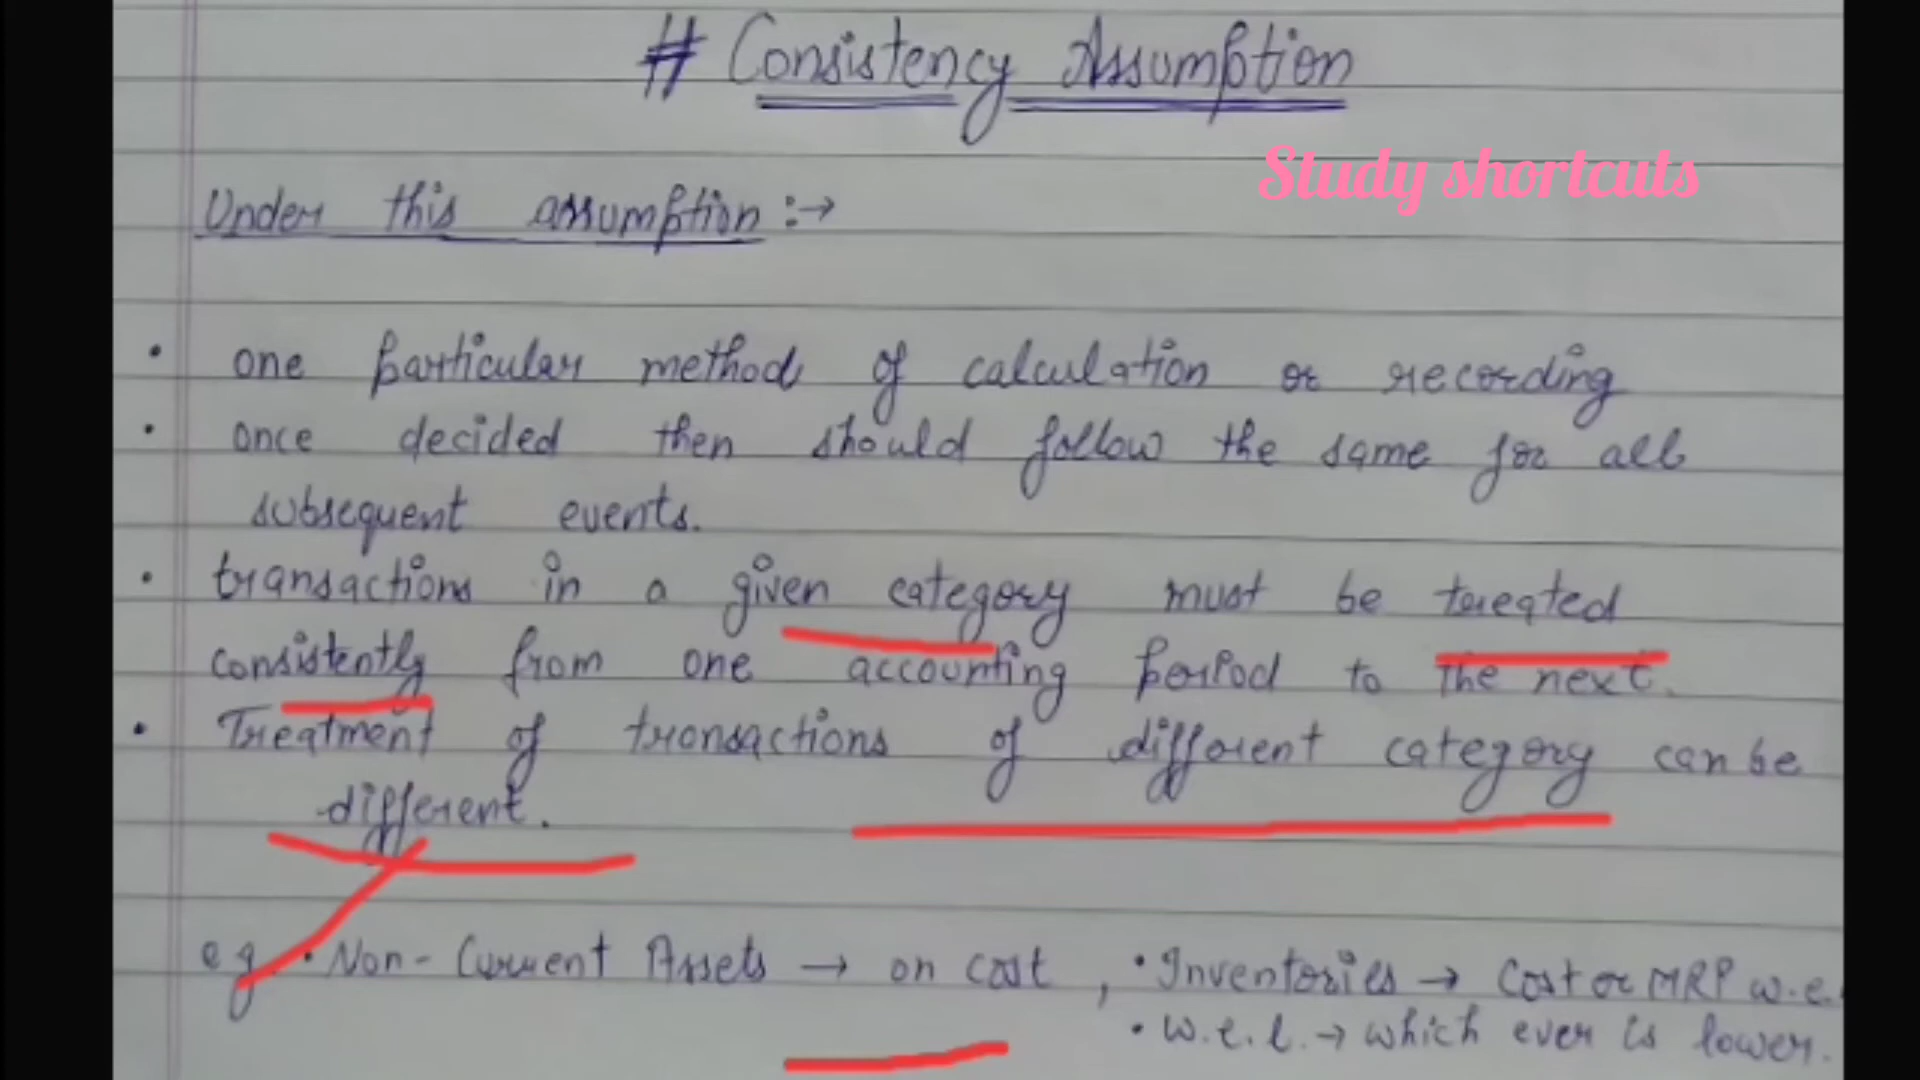 # Consistency Assumption
Study shortcuts
Under this assumption :→
• one particular method of calculation or recording
• once decided then should follow the same for all
subsequent events.
• transactions in a given category must be treated
consistently from one accounting period to the next.
• Treatment of transactions of different category can be
different.
eg. • Non-Current Assets → on cost , • Inventories → Cost or MRP w.e.
• w.e.l. → which ever is lower.